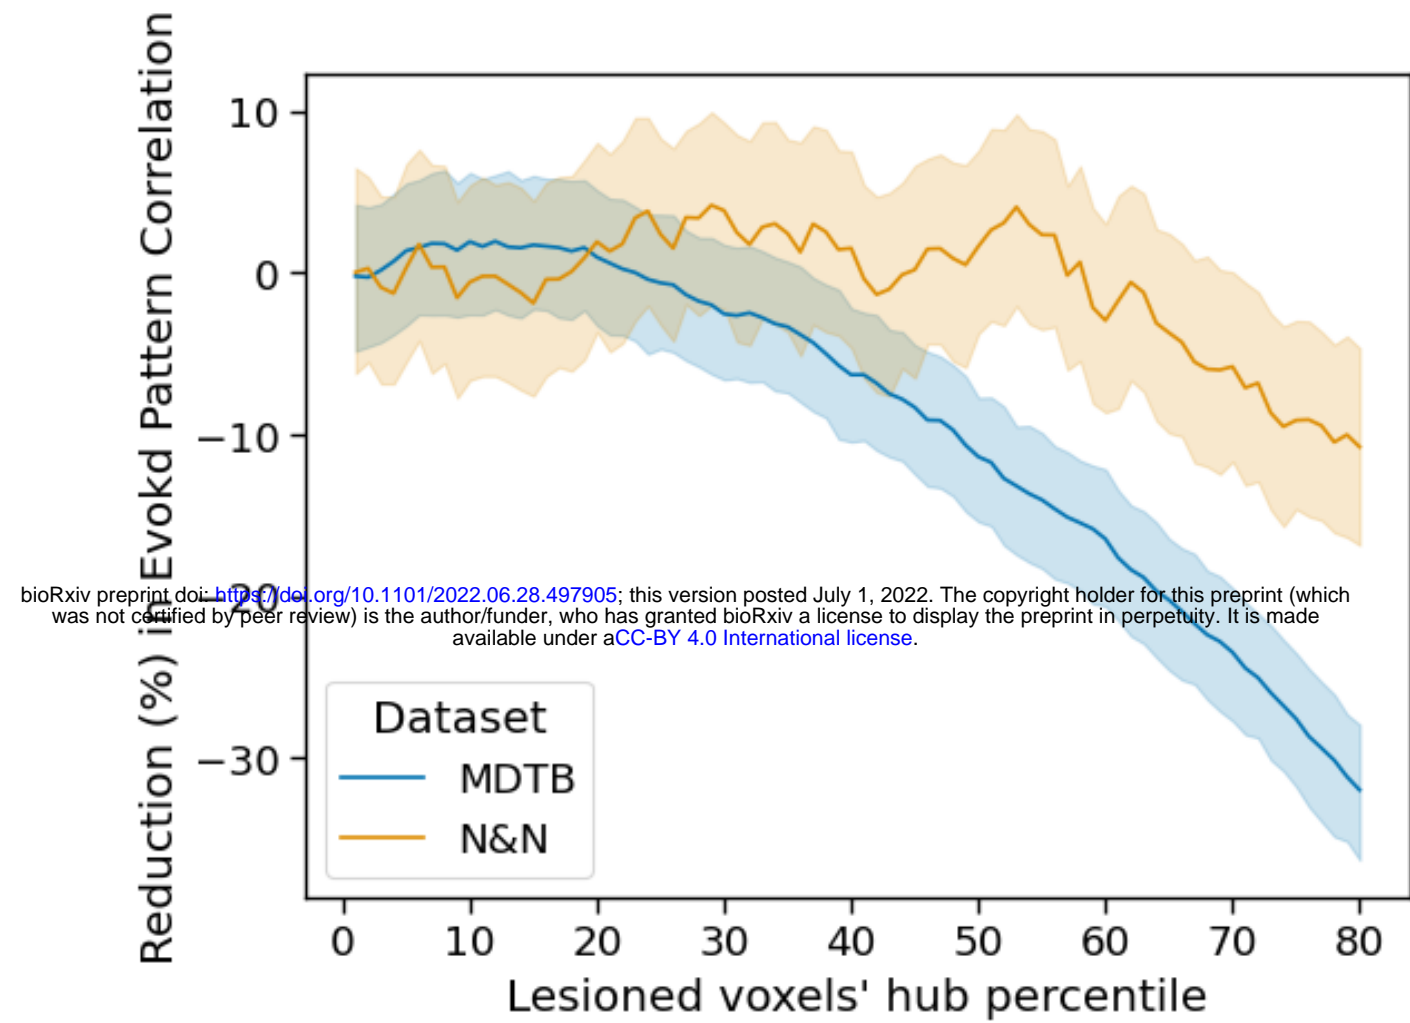 Reduction (%) in Evokd Pattern Correlation
10
0
−10
−20
−30
bioRxiv preprint doi: https://doi.org/10.1101/2022.06.28.497905; this version posted July 1, 2022. The copyright holder for this preprint (which
was not certified by peer review) is the author/funder, who has granted bioRxiv a license to display the preprint in perpetuity. It is made
available under aCC-BY 4.0 International license.
Dataset
MDTB
N&N
0 10 20 30 40 50 60 70 80
Lesioned voxels' hub percentile